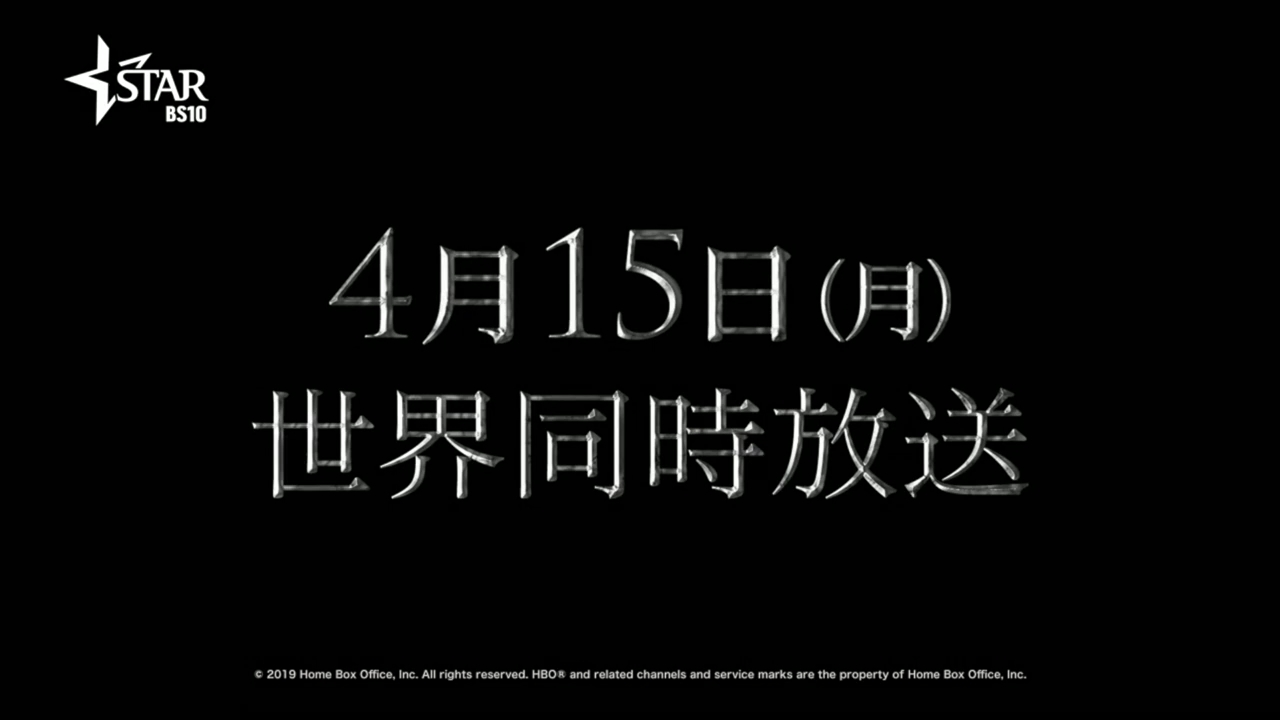 STAR
BS10
4月15日(月)
世界同時放送
© 2019 Home Box Office, Inc. All rights reserved. HBO® and related channels and service marks are the property of Home Box Office, Inc.